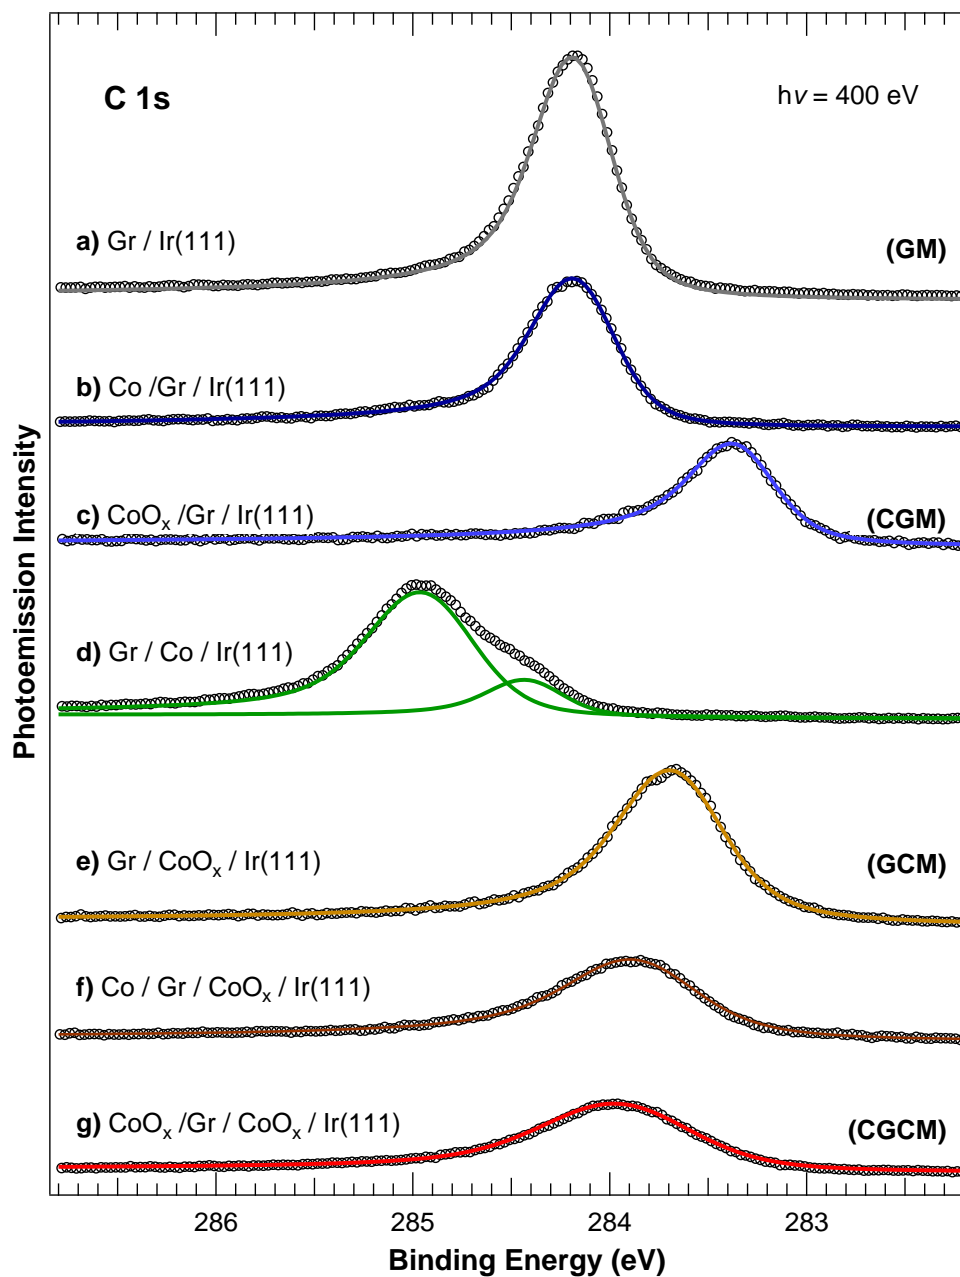 C 1s
hν = 400 eV
a) Gr / Ir(111)
(GM)
b) Co /Gr / Ir(111)
c) CoOx /Gr / Ir(111)
(CGM)
d) Gr / Co / Ir(111)
e) Gr / CoOx / Ir(111)
(GCM)
f) Co / Gr / CoOx / Ir(111)
g) CoOx /Gr / CoOx / Ir(111)
(CGCM)
Photoemission Intensity
286 285 284 283
Binding Energy (eV)